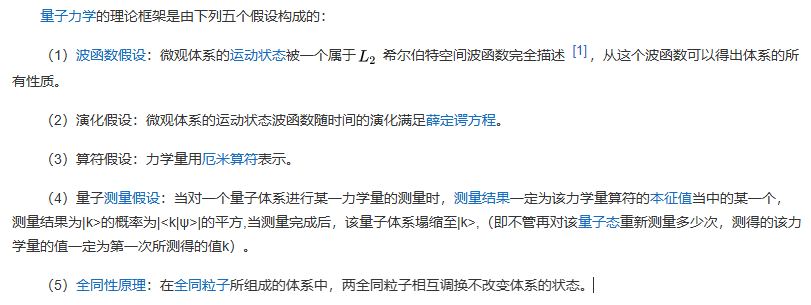 量子力学的理论框架是由下列五个假设构成的：
（1）波函数假设：微观体系的运动状态被一个属于L₂ 希尔伯特空间波函数完全描述 [1] ，从这个波函数可以得出体系的所
有性质。
（2）演化假设：微观体系的运动状态波函数随时间的演化满足薛定谔方程。
（3）算符假设：力学量用厄米算符表示。
（4）量子测量假设：当对一个量子体系进行某一力学量的测量时，测量结果一定为该力学量算符的本征值当中的某一个，
测量结果为|k>的概率为|<k|ψ>|的平方,当测量完成后，该量子体系塌缩至|k>,（即不管再对该量子态重新测量多少次，测得的该力
学量的值一定为第一次所测得的值k）。
（5）全同性原理：在全同粒子所组成的体系中，两全同粒子相互调换不改变体系的状态。